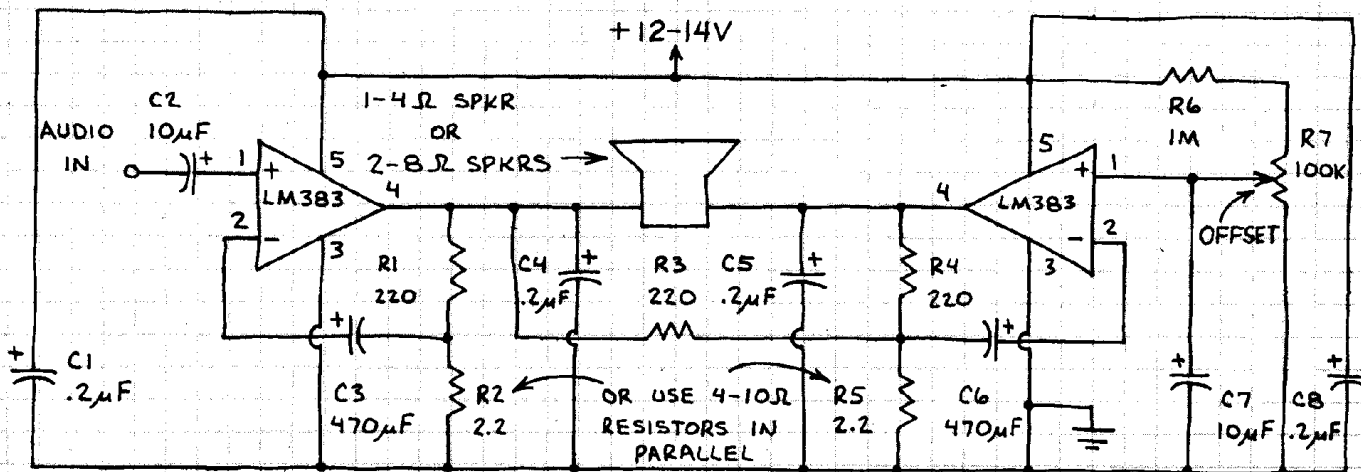 +12-14V
C2
10µF
AUDIO
IN
1-4 Ω SPKR
OR
2-8 Ω SPKRS
R6
1M
R7
100K
OFFSET
1
+
5
LM383
4
2
-
3
5
1
+
4
LM383
2
-
3
R1
220
C4
.2µF
R3
220
C5
.2µF
R4
220
+
+
+
+
+
+
+
+
C1
.2µF
C3
470µF
R2
2.2
OR USE 4-10Ω
RESISTORS IN
PARALLEL
R5
2.2
C6
470µF
C7
10µF
C8
.2µF